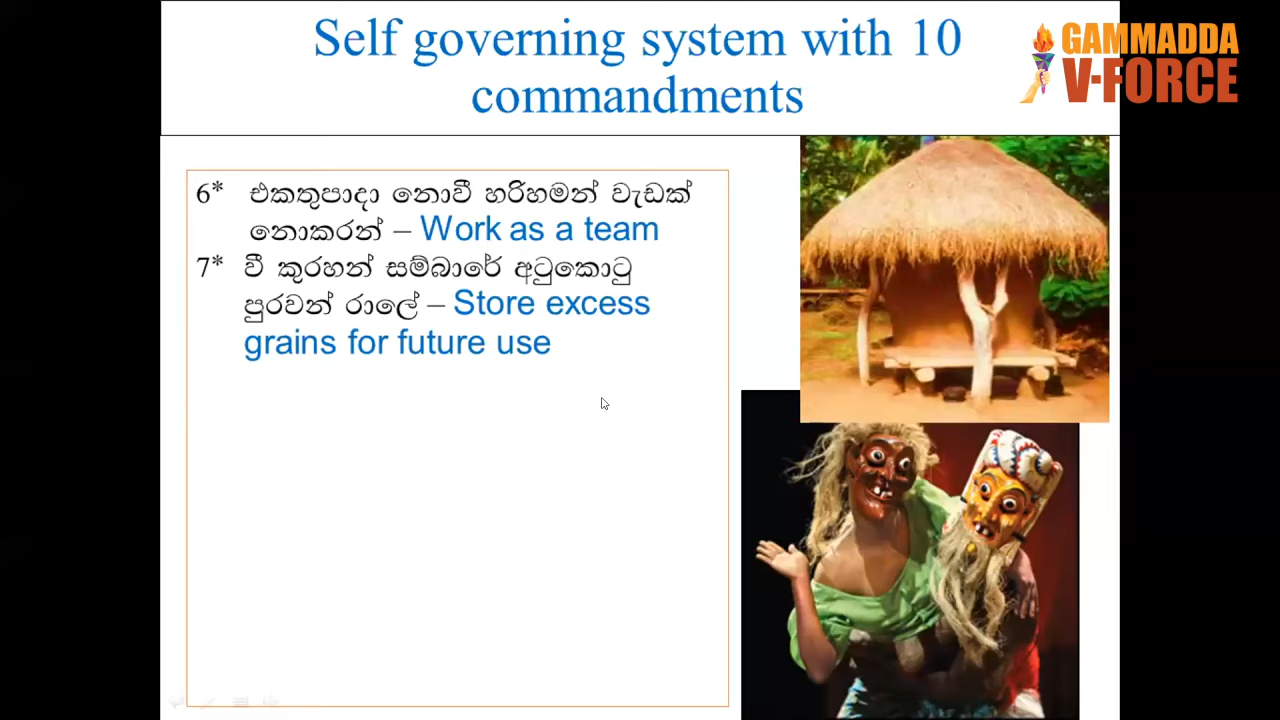 Self governing system with 10
commandments
GAMMADDA
V-FORCE
6* එකතුපාදා නොවී හරිහමන් වැඩක්
නොකරන් – Work as a team
7* වී කුරහන් සම්බාරේ අටුකොටු
පුරවන් රාලේ – Store excess
grains for future use